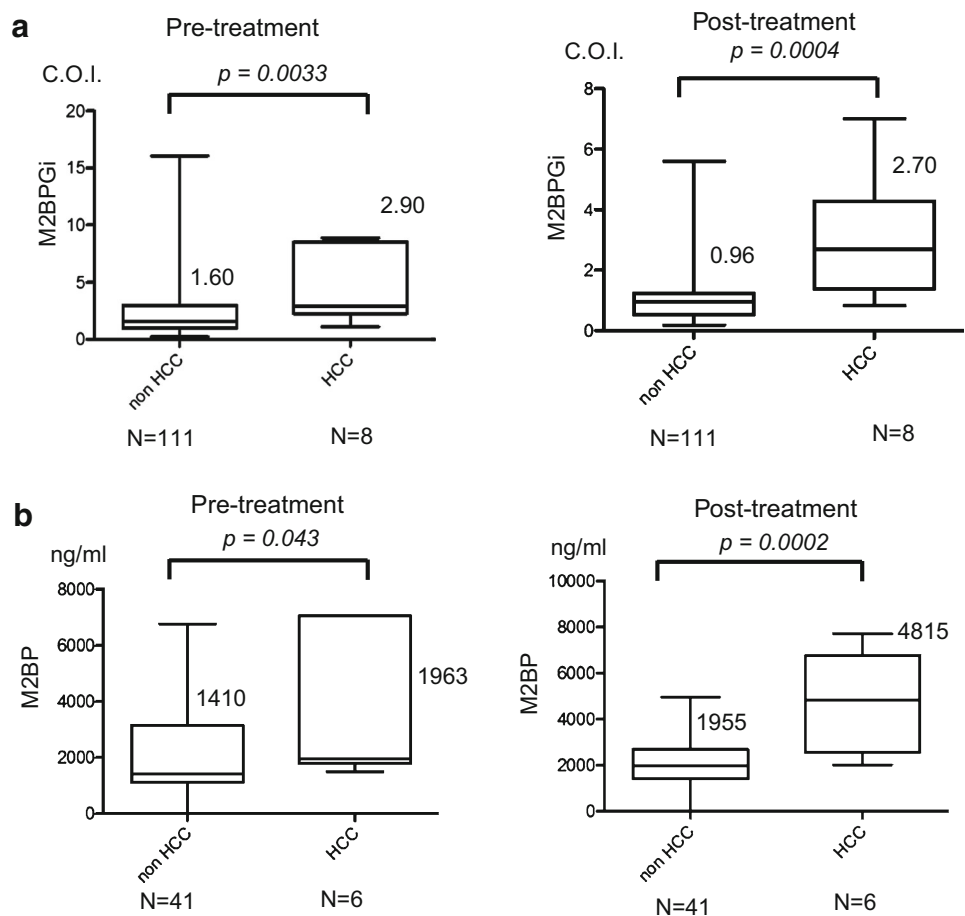 a
Pre-treatment
C.O.I.
p = 0.0033
M2BPGi
20
15
10
5
0
1.60
2.90
non HCC
HCC
N=111
N=8
Post-treatment
C.O.I.
p = 0.0004
M2BPGi
8
6
4
2
0
0.96
2.70
non HCC
HCC
N=111
N=8
b
Pre-treatment
ng/ml
p = 0.043
M2BP
8000
6000
4000
2000
0
1410
1963
non HCC
HCC
N=41
N=6
Post-treatment
ng/ml
p = 0.0002
M2BP
10000
8000
6000
4000
2000
0
1955
4815
non HCC
HCC
N=41
N=6